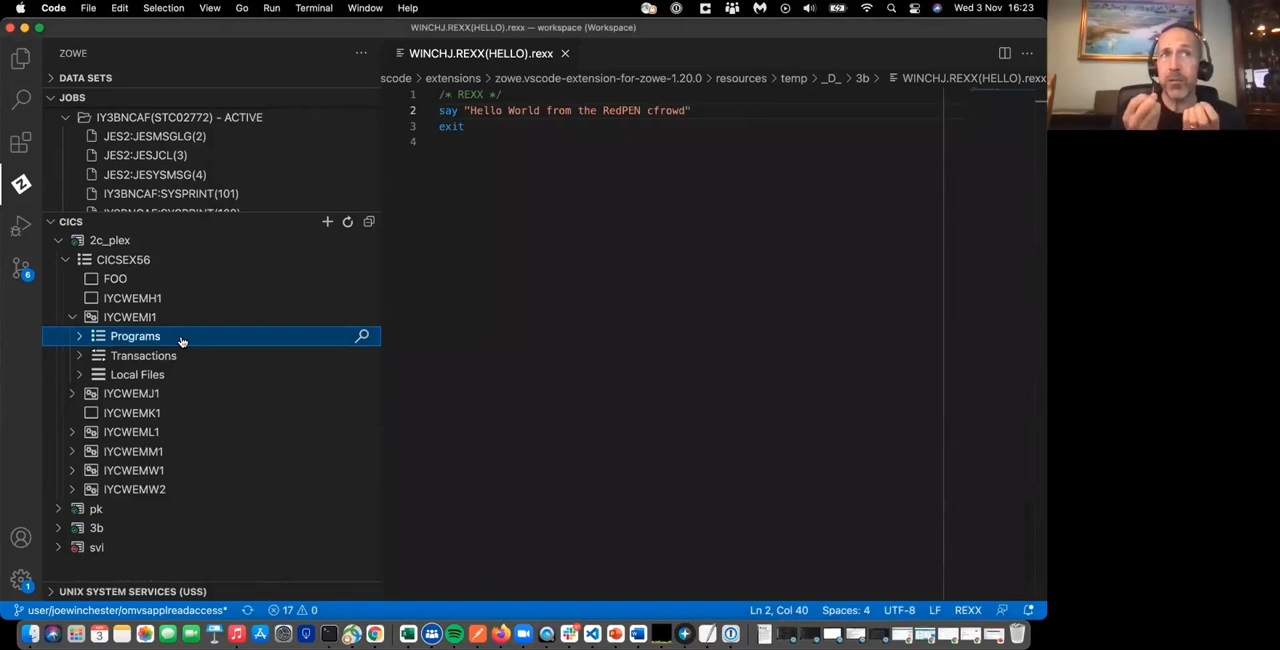 Code File Edit Selection View Go Run Terminal Window Help Wed 3 Nov 16:23
WINCHJ.REXX(HELLO).rexx — workspace (Workspace)
ZOWE
WINCHJ.REXX(HELLO).rexx
DATA SETS
scode > extensions > zowe.vscode-extension-for-zowe-1.20.0 > resources > temp > _D_ > 3b > WINCHJ.REXX(HELLO).rexx
JOBS
IY3BNCAF(STC02772) - ACTIVE
JES2:JESMSGLG(2)
JES2:JESJCL(3)
JES2:JESYSMSG(4)
IY3BNCAF:SYSPRINT(101)
1 /* REXX */
2 say "Hello World from the RedPEN cfrowd"
3 exit
4
CICS
2c_plex
CICSEX56
FOO
IYCWEMH1
IYCWEMI1
Programs
Transactions
Local Files
IYCWEMJ1
IYCWEMK1
IYCWEML1
IYCWEMM1
IYCWEMW1
IYCWEMW2
pk
3b
svi
UNIX SYSTEM SERVICES (USS)
6
1
user/joewinchester/omvsapplreadaccess* 17 0 Ln 2, Col 40 Spaces: 4 UTF-8 LF REXX
3